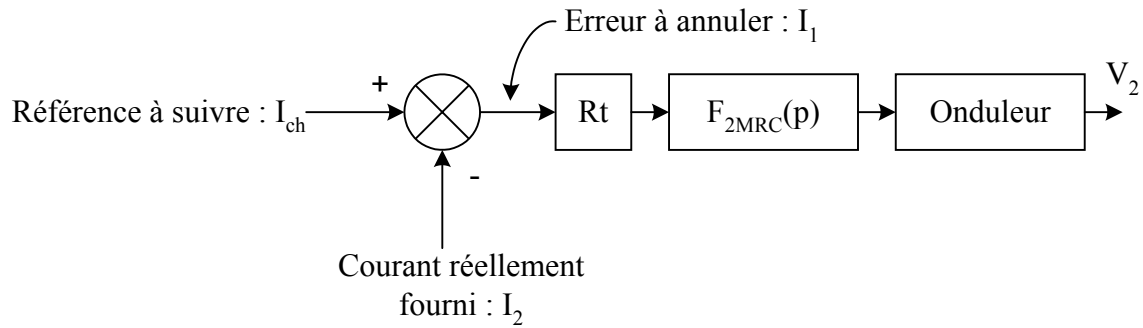 Erreur à annuler : I1
V2
+
Référence à suivre : Ich
Rt
F2MRC(p)
Onduleur
-
Courant réellement
fourni : I2